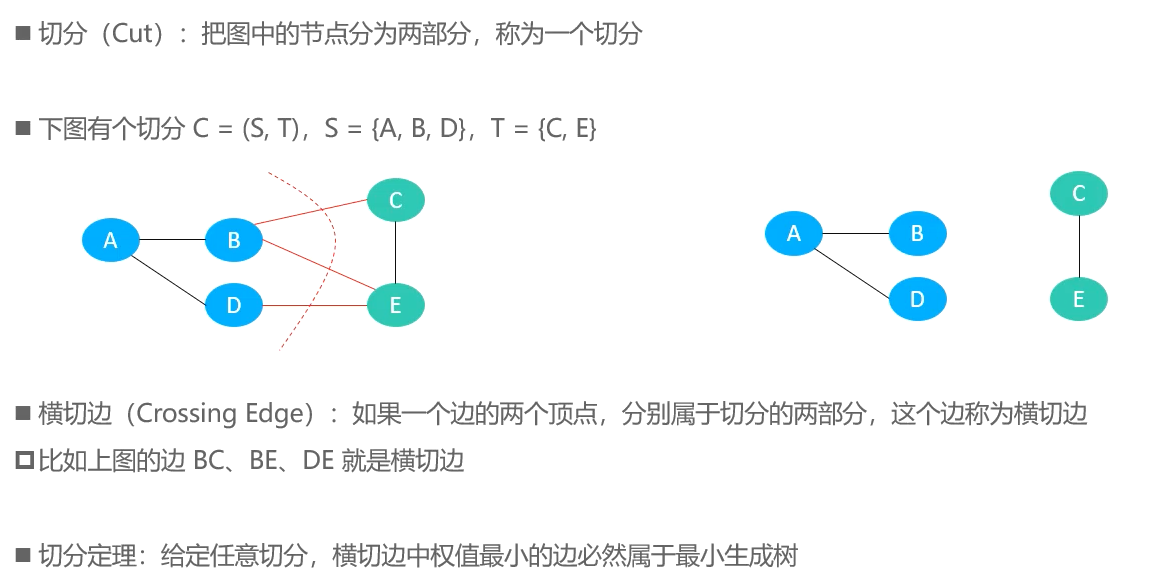 ■ 切分（Cut）：把图中的节点分为两部分，称为一个切分
■ 下图有个切分 C = (S, T)，S = {A, B, D}，T = {C, E}
C
A
B
D
E
C
A
B
D
E
■ 横切边（Crossing Edge）：如果一个边的两个顶点，分别属于切分的两部分，这个边称为横切边
比如上图的边 BC、BE、DE 就是横切边
■ 切分定理：给定任意切分，横切边中权值最小的边必然属于最小生成树